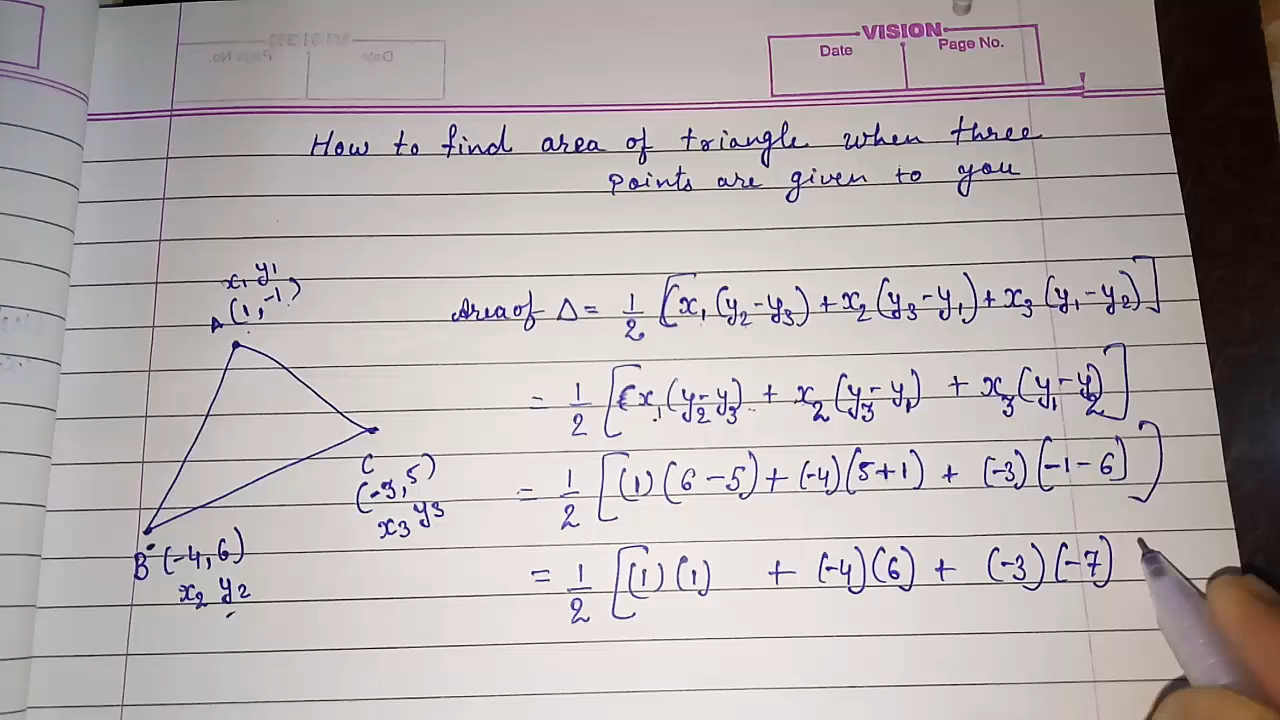 VISION
Date Page No.
How to find area of triangle when three
points are given to you
x₁ y₁
A (1, -1)
Area of Δ = 1/2 [x₁(y₂-y₃) + x₂(y₃-y₁) + x₃(y₁-y₂)]
= 1/2 [x₁(y₂-y₃) + x₂(y₃-y₁) + x₃(y₁-y₂)]
C
(-3, 5)
x₃ y₃
= 1/2 [(1)(6-5) + (-4)(5+1) + (-3)(-1-6)]
B (-4, 6)
x₂ y₂
= 1/2 [(1)(1) + (-4)(6) + (-3)(-7)